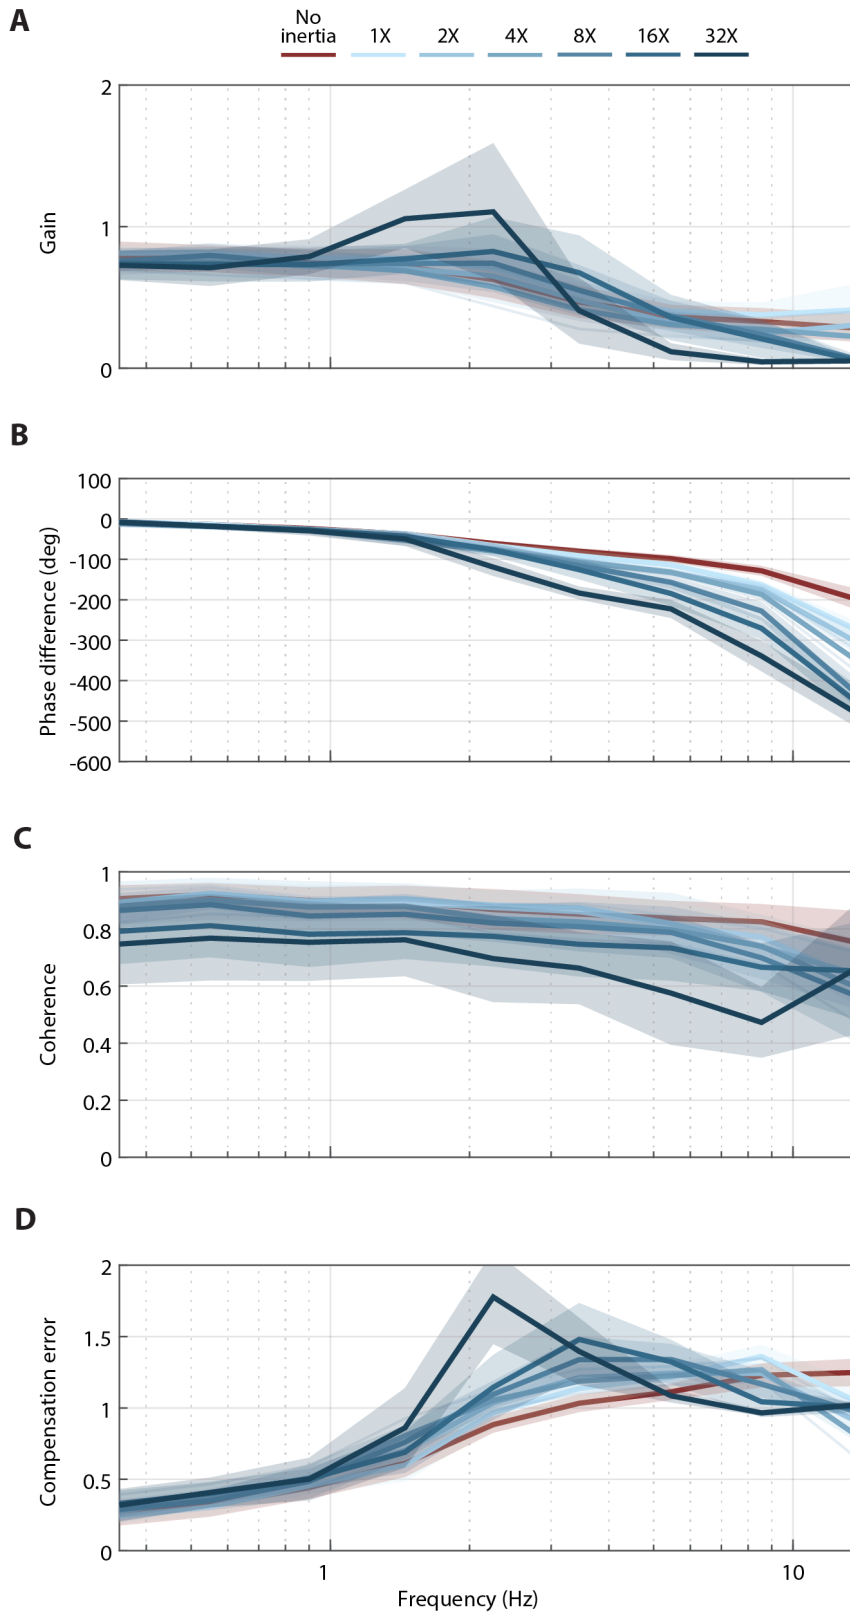 A
No inertia 1X 2X 4X 8X 16X 32X
2
1
0
Gain
B
100
0
-100
-200
-300
-400
-500
-600
Phase difference (deg)
C
1
0.8
0.6
0.4
0.2
0
Coherence
D
2
1.5
1
0.5
0
Compensation error
1 10
Frequency (Hz)